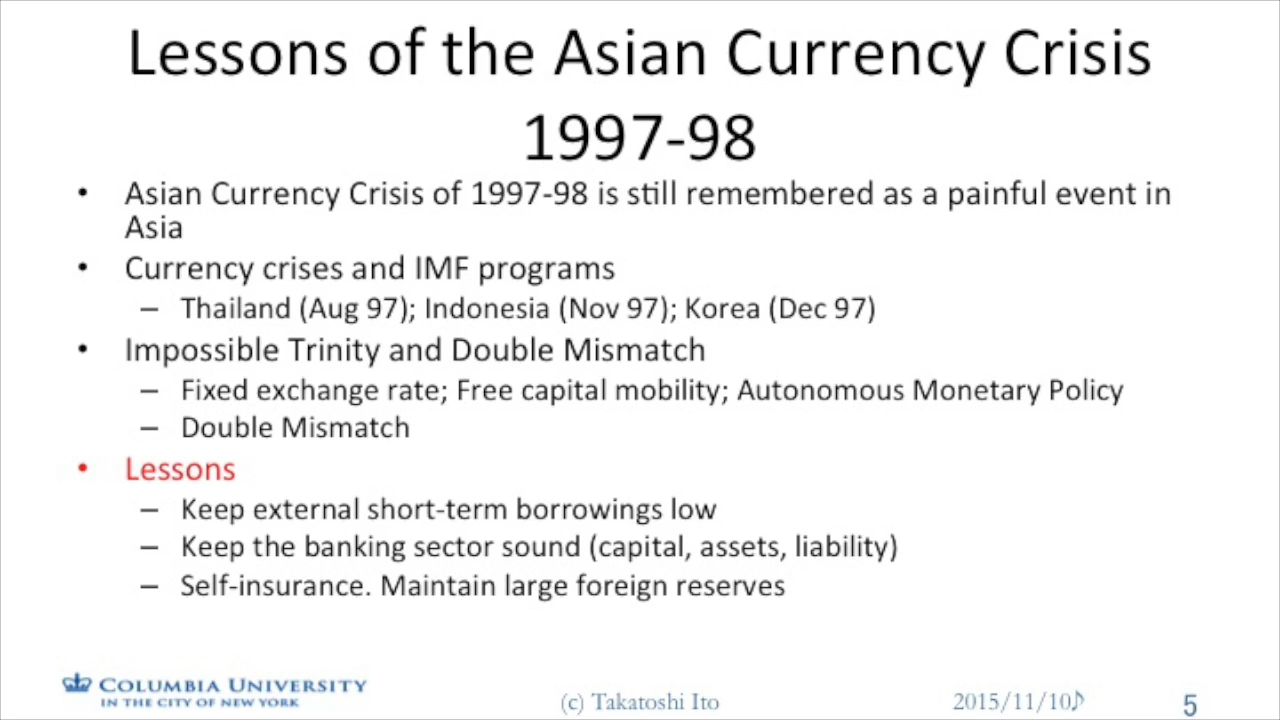 Lessons of the Asian Currency Crisis
1997-98
• Asian Currency Crisis of 1997-98 is still remembered as a painful event in
Asia
• Currency crises and IMF programs
– Thailand (Aug 97); Indonesia (Nov 97); Korea (Dec 97)
• Impossible Trinity and Double Mismatch
– Fixed exchange rate; Free capital mobility; Autonomous Monetary Policy
– Double Mismatch
• Lessons
– Keep external short-term borrowings low
– Keep the banking sector sound (capital, assets, liability)
– Self-insurance. Maintain large foreign reserves
COLUMBIA UNIVERSITY
IN THE CITY OF NEW YORK
(c) Takatoshi Ito
2015/11/10♪
5